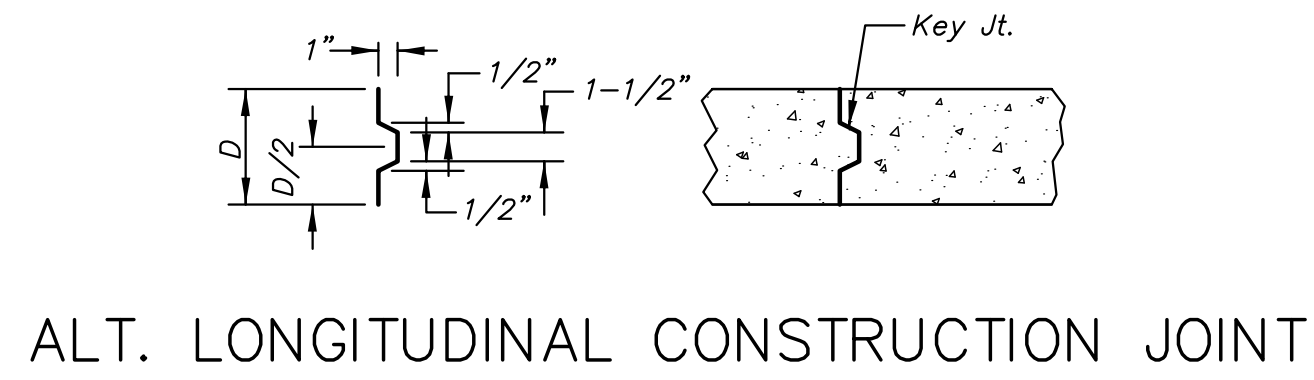 Key Jt.
1"
1/2"
1-1/2"
D
D/2
1/2"
ALT. LONGITUDINAL CONSTRUCTION JOINT